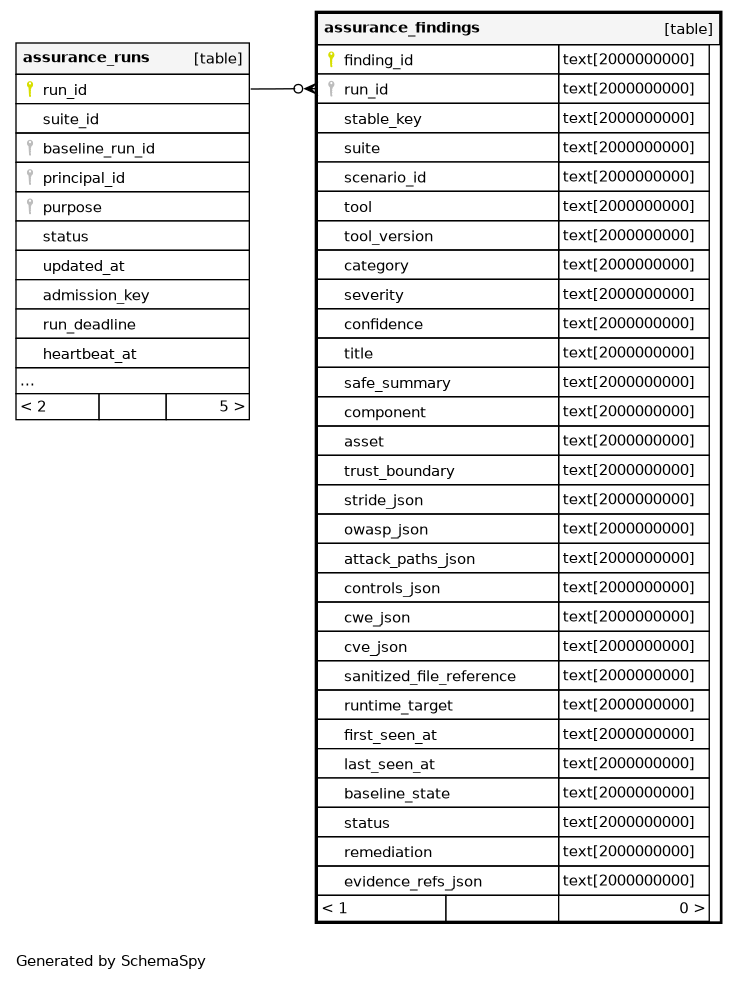 assurance_runs [table]
run_id
suite_id
baseline_run_id
principal_id
purpose
status
updated_at
admission_key
run_deadline
heartbeat_at
...
< 2 5 >
assurance_findings [table]
finding_id text[2000000000]
run_id text[2000000000]
stable_key text[2000000000]
suite text[2000000000]
scenario_id text[2000000000]
tool text[2000000000]
tool_version text[2000000000]
category text[2000000000]
severity text[2000000000]
confidence text[2000000000]
title text[2000000000]
safe_summary text[2000000000]
component text[2000000000]
asset text[2000000000]
trust_boundary text[2000000000]
stride_json text[2000000000]
owasp_json text[2000000000]
attack_paths_json text[2000000000]
controls_json text[2000000000]
cwe_json text[2000000000]
cve_json text[2000000000]
sanitized_file_reference text[2000000000]
runtime_target text[2000000000]
first_seen_at text[2000000000]
last_seen_at text[2000000000]
baseline_state text[2000000000]
status text[2000000000]
remediation text[2000000000]
evidence_refs_json text[2000000000]
< 1 0 >
Generated by SchemaSpy